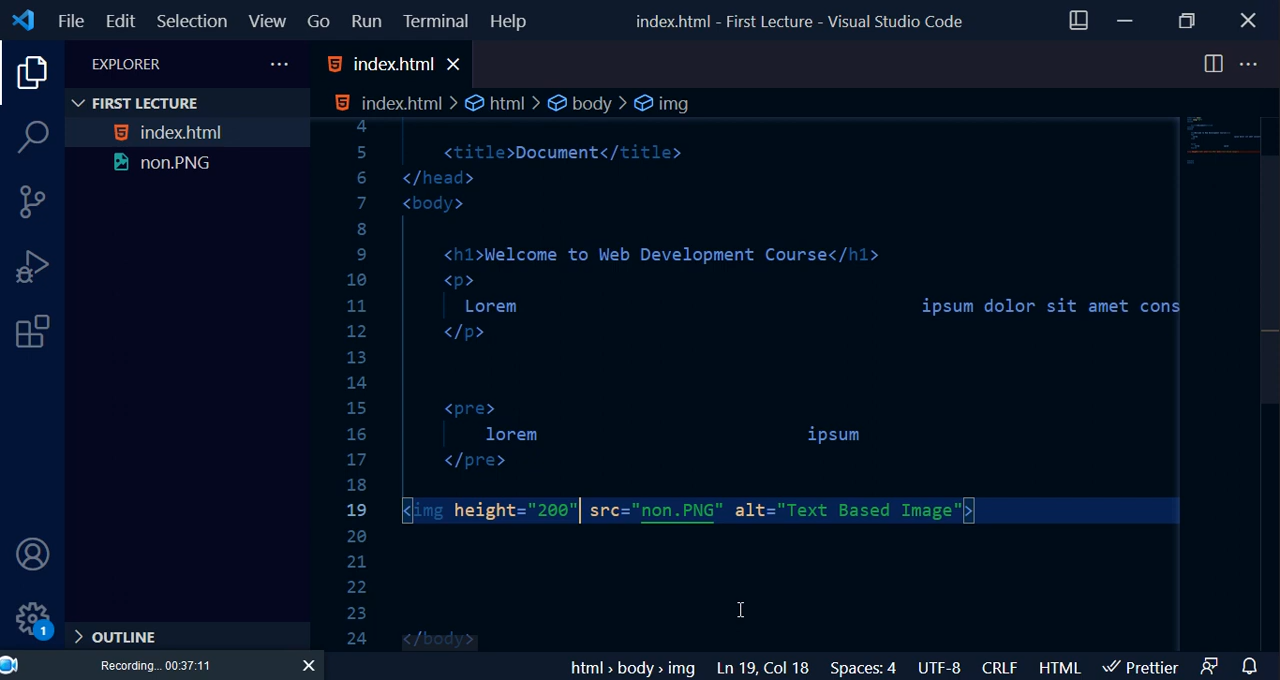 File Edit Selection View Go Run Terminal Help index.html - First Lecture - Visual Studio Code
EXPLORER
index.html
index.html > html > body > img
FIRST LECTURE
index.html
non.PNG
4
5 <title>Document</title>
6 </head>
7 <body>
8
9 <h1>Welcome to Web Development Course</h1>
10 <p>
11 Lorem ipsum dolor sit amet cons
12 </p>
13
14
15 <pre>
16 lorem ipsum
17 </pre>
18
19 <img height="200" src="non.PNG" alt="Text Based Image">
20
21
22
23
24 </body>
OUTLINE
1
Recording... 00:37:11
html > body > img Ln 19, Col 18 Spaces: 4 UTF-8 CRLF HTML Prettier